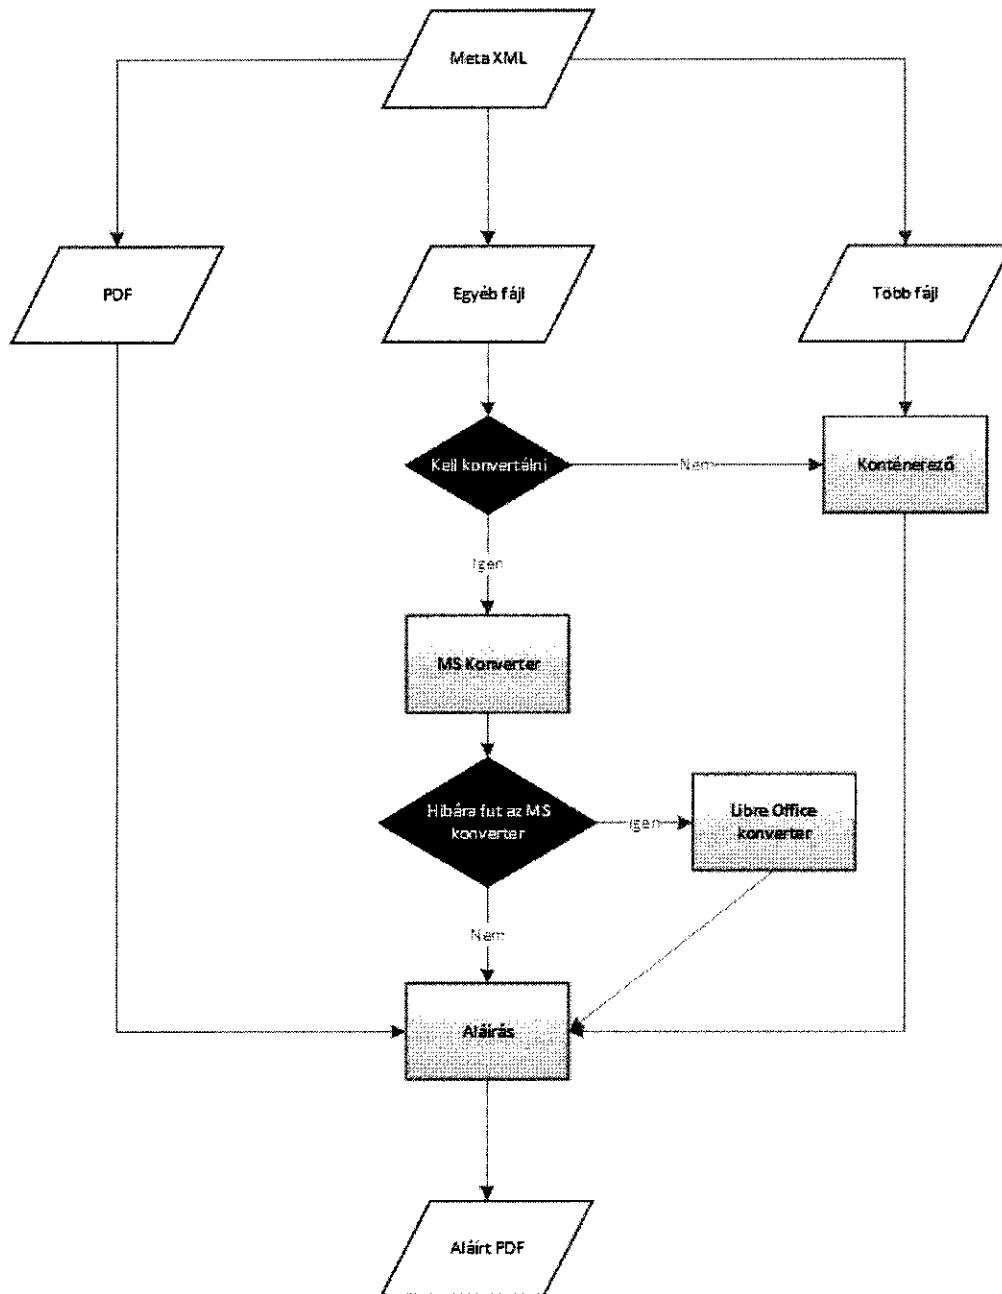 Meta XML
PDF
Egyéb fájl
Több fájl
Kell konvertálni
Nem
Konténerező
Igen
MS Konverter
Hibára fut az MS
konverter
Igen
Libre Office
konverter
Nem
Aláírás
Aláírt PDF